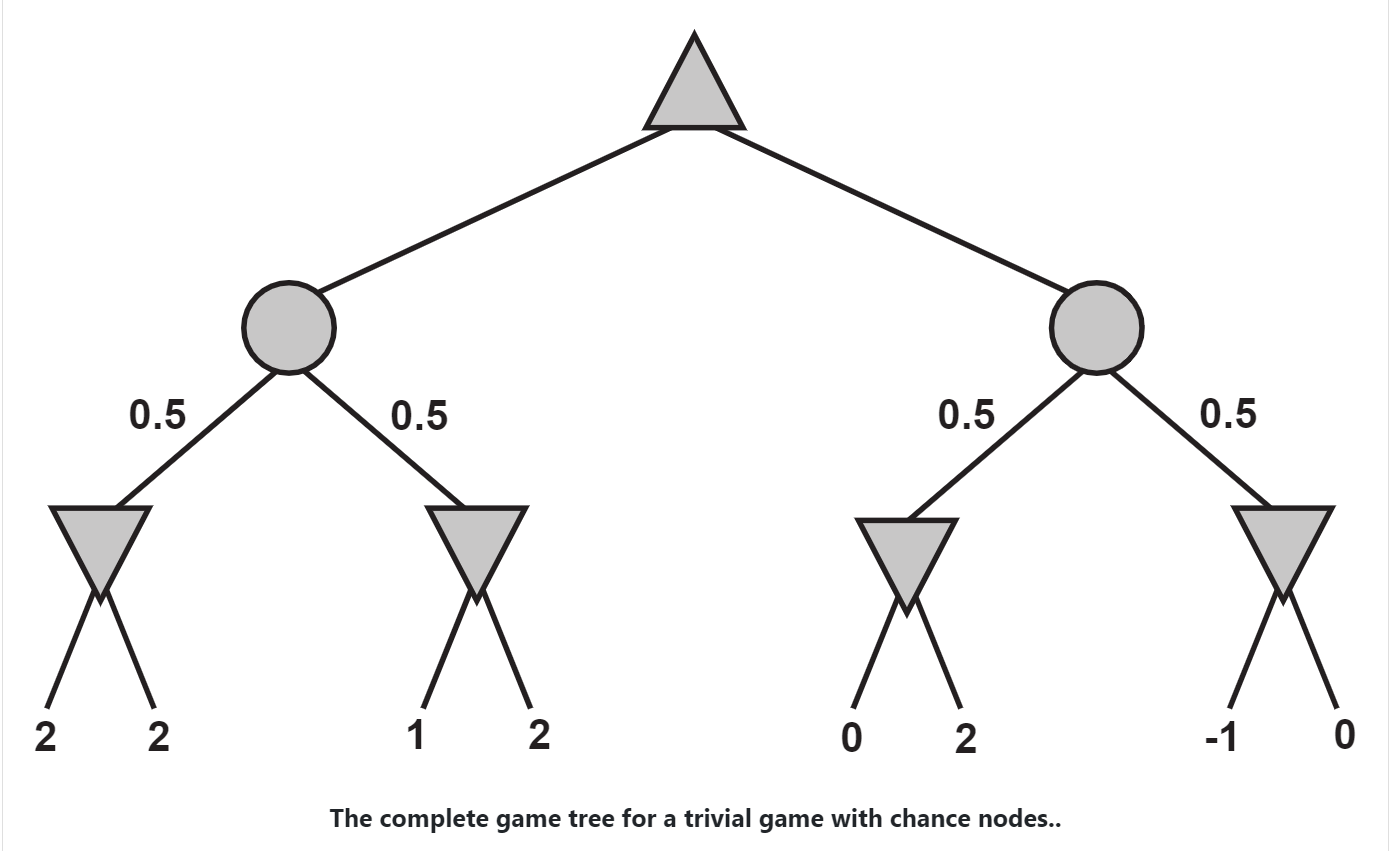 0.5 0.5 0.5 0.5
2 2 1 2 0 2 -1 0
The complete game tree for a trivial game with chance nodes..